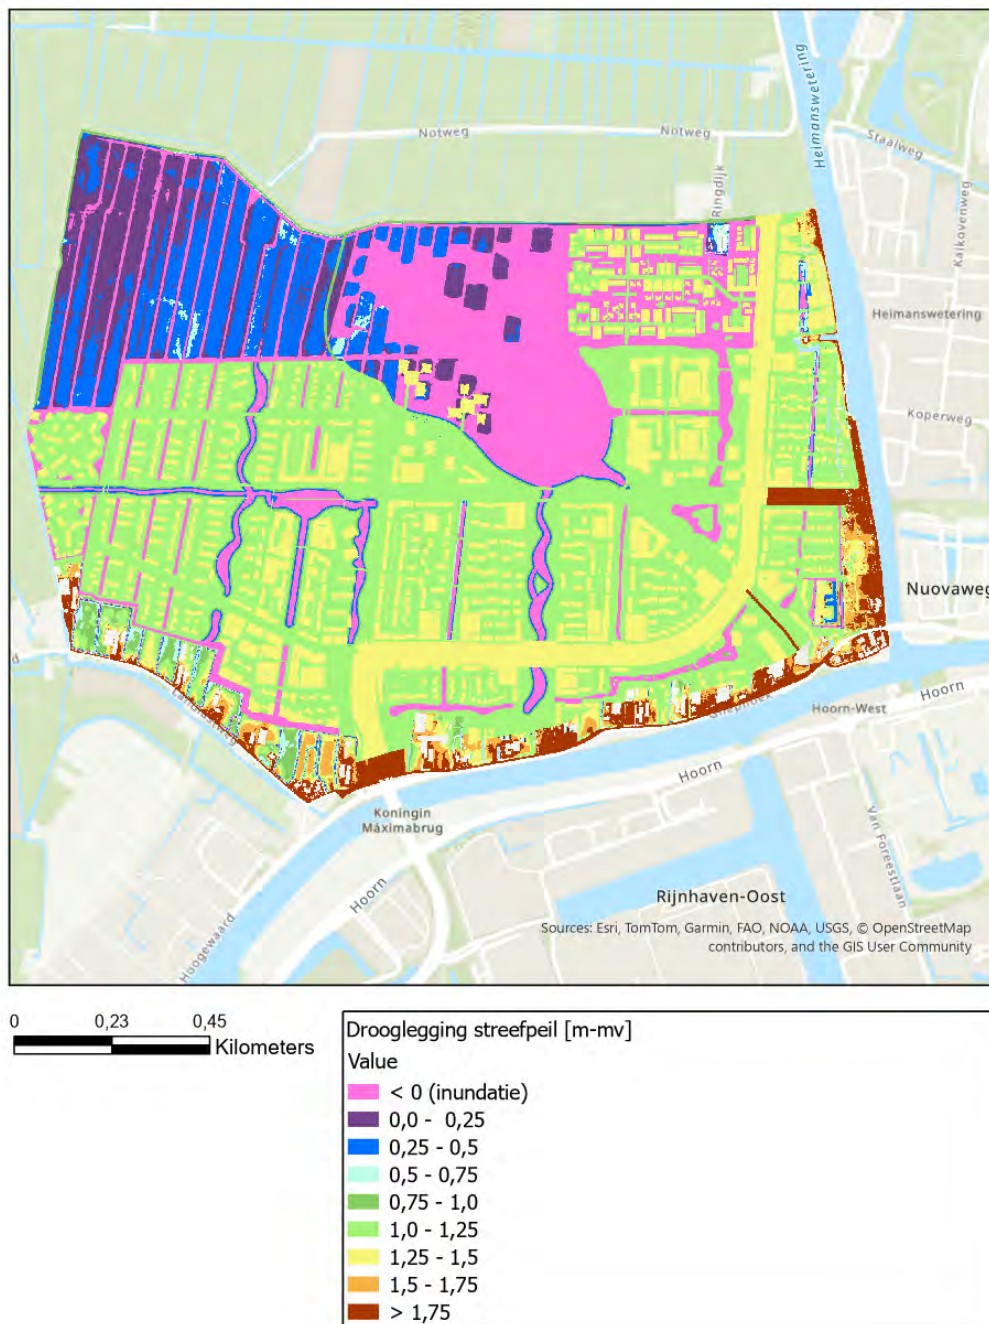 Heimanswetering
Notweg
Notweg
Staalweg
Ringdijk
Kalkovenweg
Heimanswetering
Koperweg
Nuovaweg
Hoorn
Hoorn-West
Hoorn
Koningin
Máximabrug
Van Foreestlaan
Hoorn
Rijnhaven-Oost
Hoogewaard
Sources: Esri, TomTom, Garmin, FAO, NOAA, USGS, © OpenStreetMap
contributors, and the GIS User Community
0 0,23 0,45
Kilometers
Drooglegging streefpeil [m-mv]
Value
< 0 (inundatie)
0,0 - 0,25
0,25 - 0,5
0,5 - 0,75
0,75 - 1,0
1,0 - 1,25
1,25 - 1,5
1,5 - 1,75
> 1,75